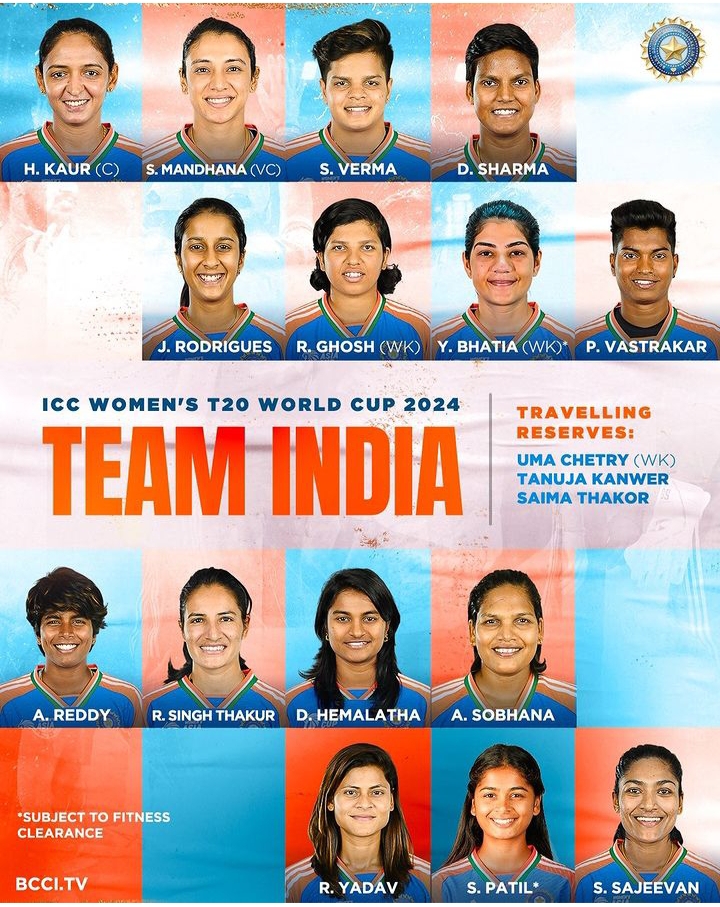 H. KAUR (C)
S. MANDHANA (VC)
S. VERMA
D. SHARMA
J. RODRIGUES
R. GHOSH (WK)
Y. BHATIA (WK)*
P. VASTRAKAR
ICC WOMEN'S T20 WORLD CUP 2024
TEAM INDIA
TRAVELLING
RESERVES:
UMA CHETRY (WK)
TANUJA KANWER
SAIMA THAKOR
A. REDDY
R. SINGH THAKUR
D. HEMALATHA
A. SOBHANA
*SUBJECT TO FITNESS
CLEARANCE
BCCI.TV
R. YADAV
S. PATIL*
S. SAJEEVAN